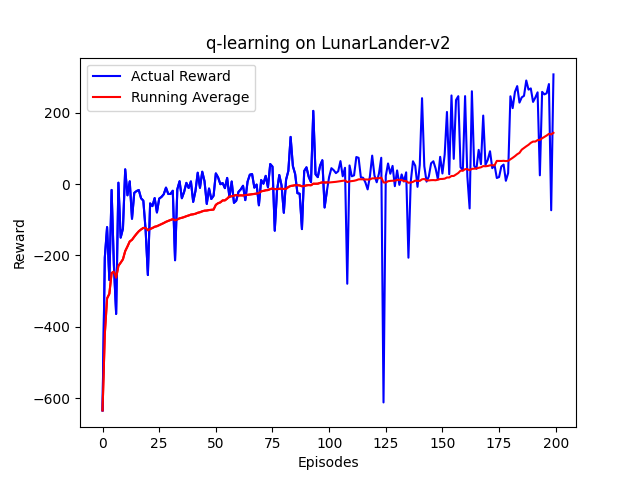 q-learning on LunarLander-v2
Actual Reward
Running Average
Reward
200
0
−200
−400
−600
0 25 50 75 100 125 150 175 200
Episodes